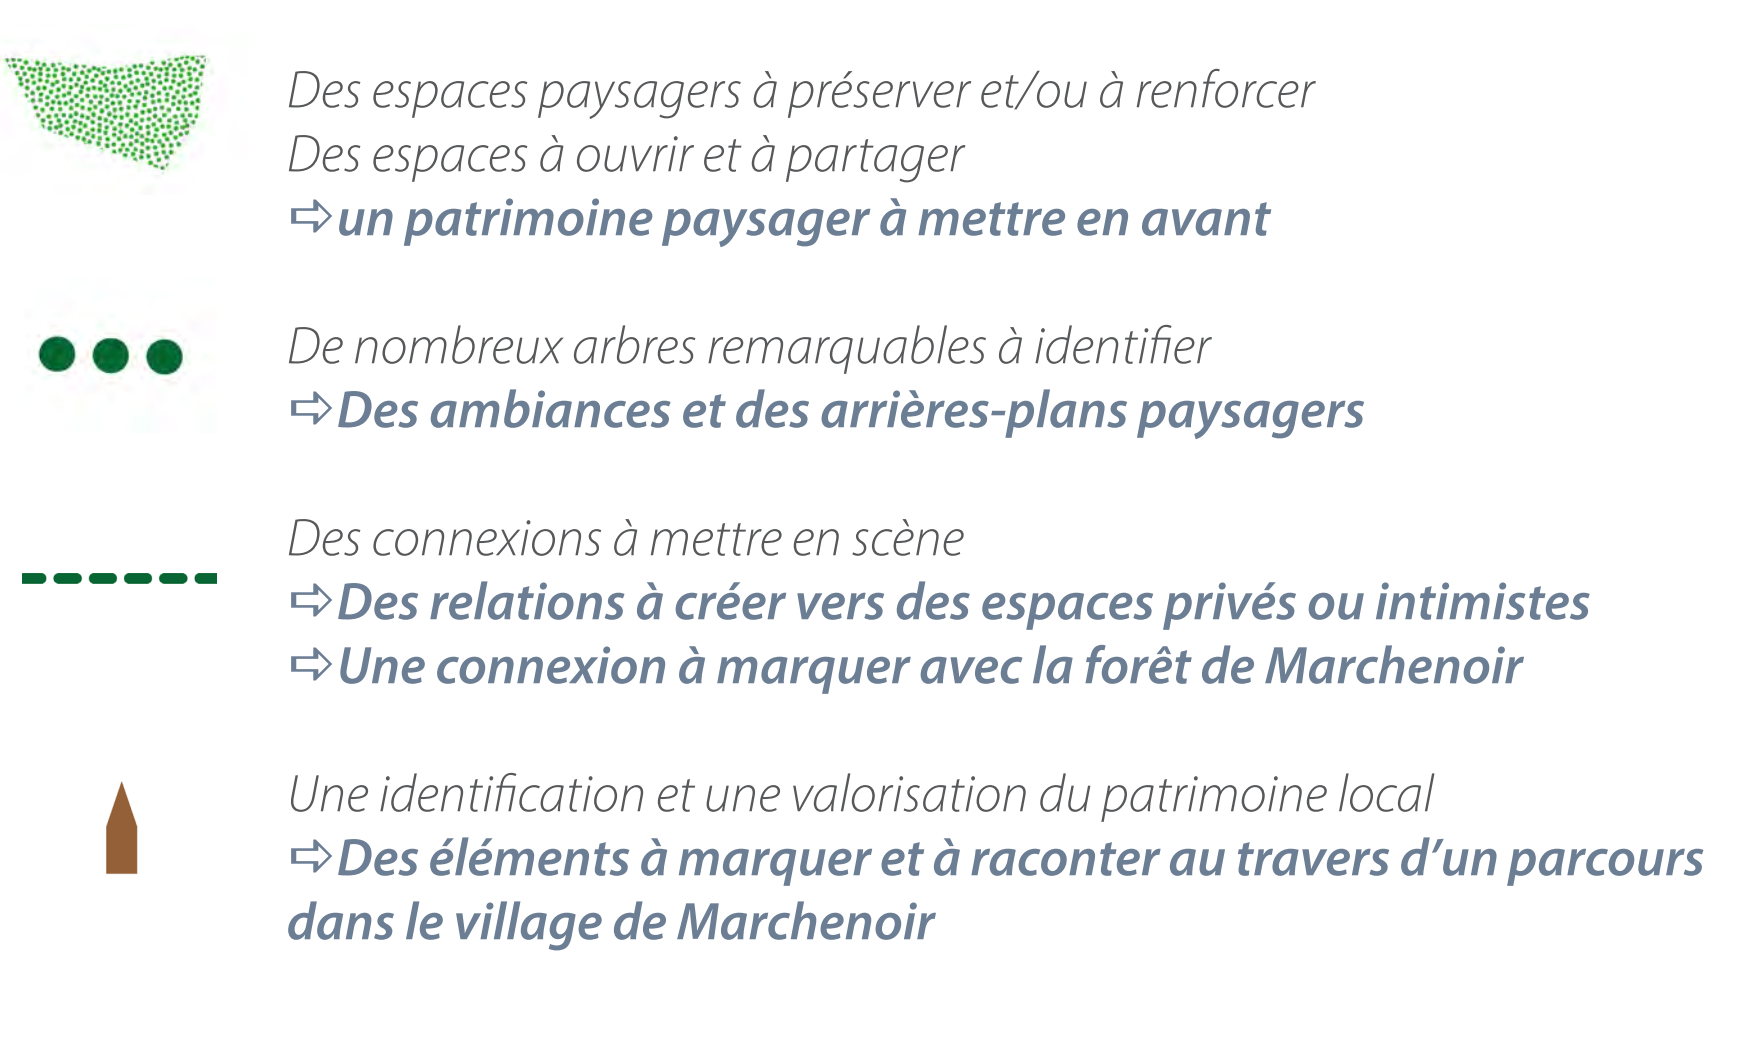 Des espaces paysagers à préserver et/ou à renforcer
Des espaces à ouvrir et à partager
⇨un patrimoine paysager à mettre en avant
De nombreux arbres remarquables à identifier
⇨Des ambiances et des arrières-plans paysagers
Des connexions à mettre en scène
⇨Des relations à créer vers des espaces privés ou intimistes
⇨Une connexion à marquer avec la forêt de Marchenoir
Une identification et une valorisation du patrimoine local
⇨Des éléments à marquer et à raconter au travers d’un parcours
dans le village de Marchenoir